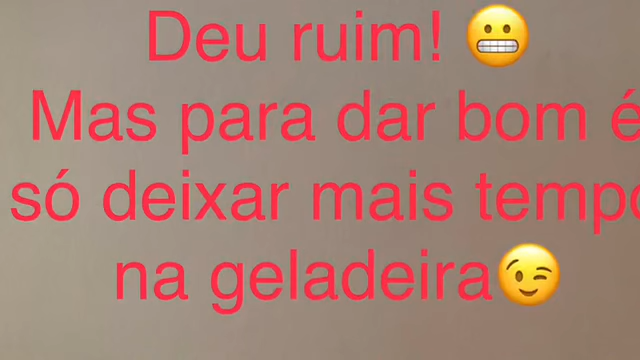 Deu ruim! 😬
Mas para dar bom é
só deixar mais tempo
na geladeira😉